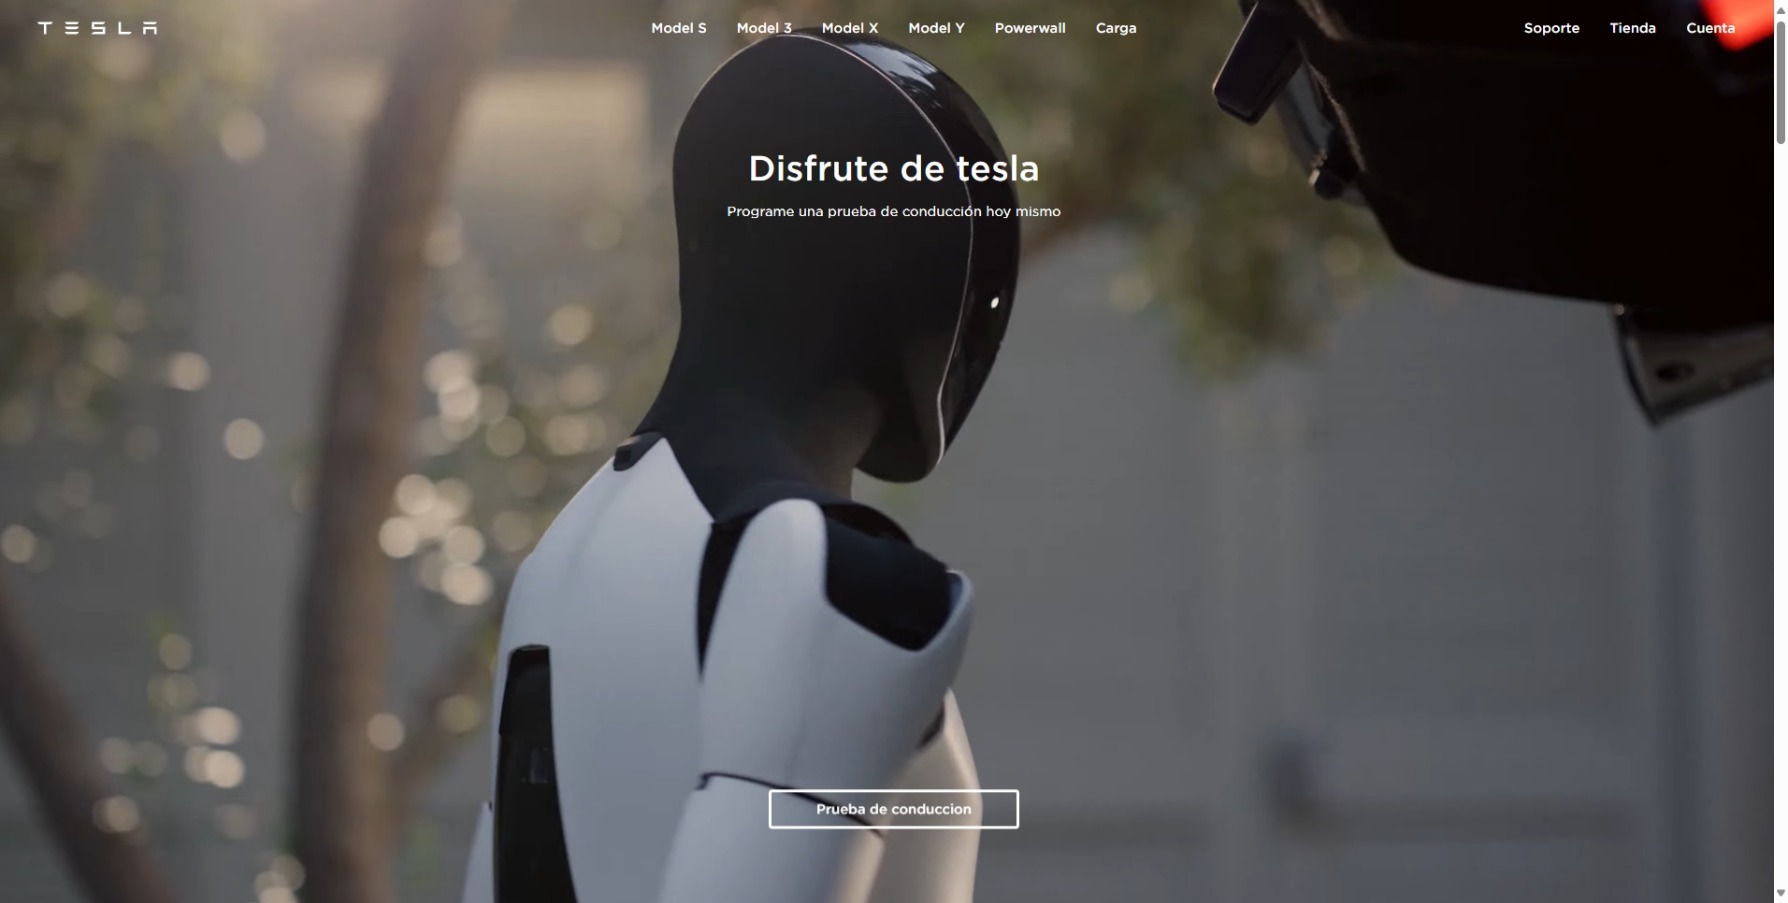 TESLA
Model S Model 3 Model X Model Y Powerwall Carga
Soporte Tienda Cuenta
Disfrute de tesla
Programe una prueba de conducción hoy mismo
Prueba de conduccion